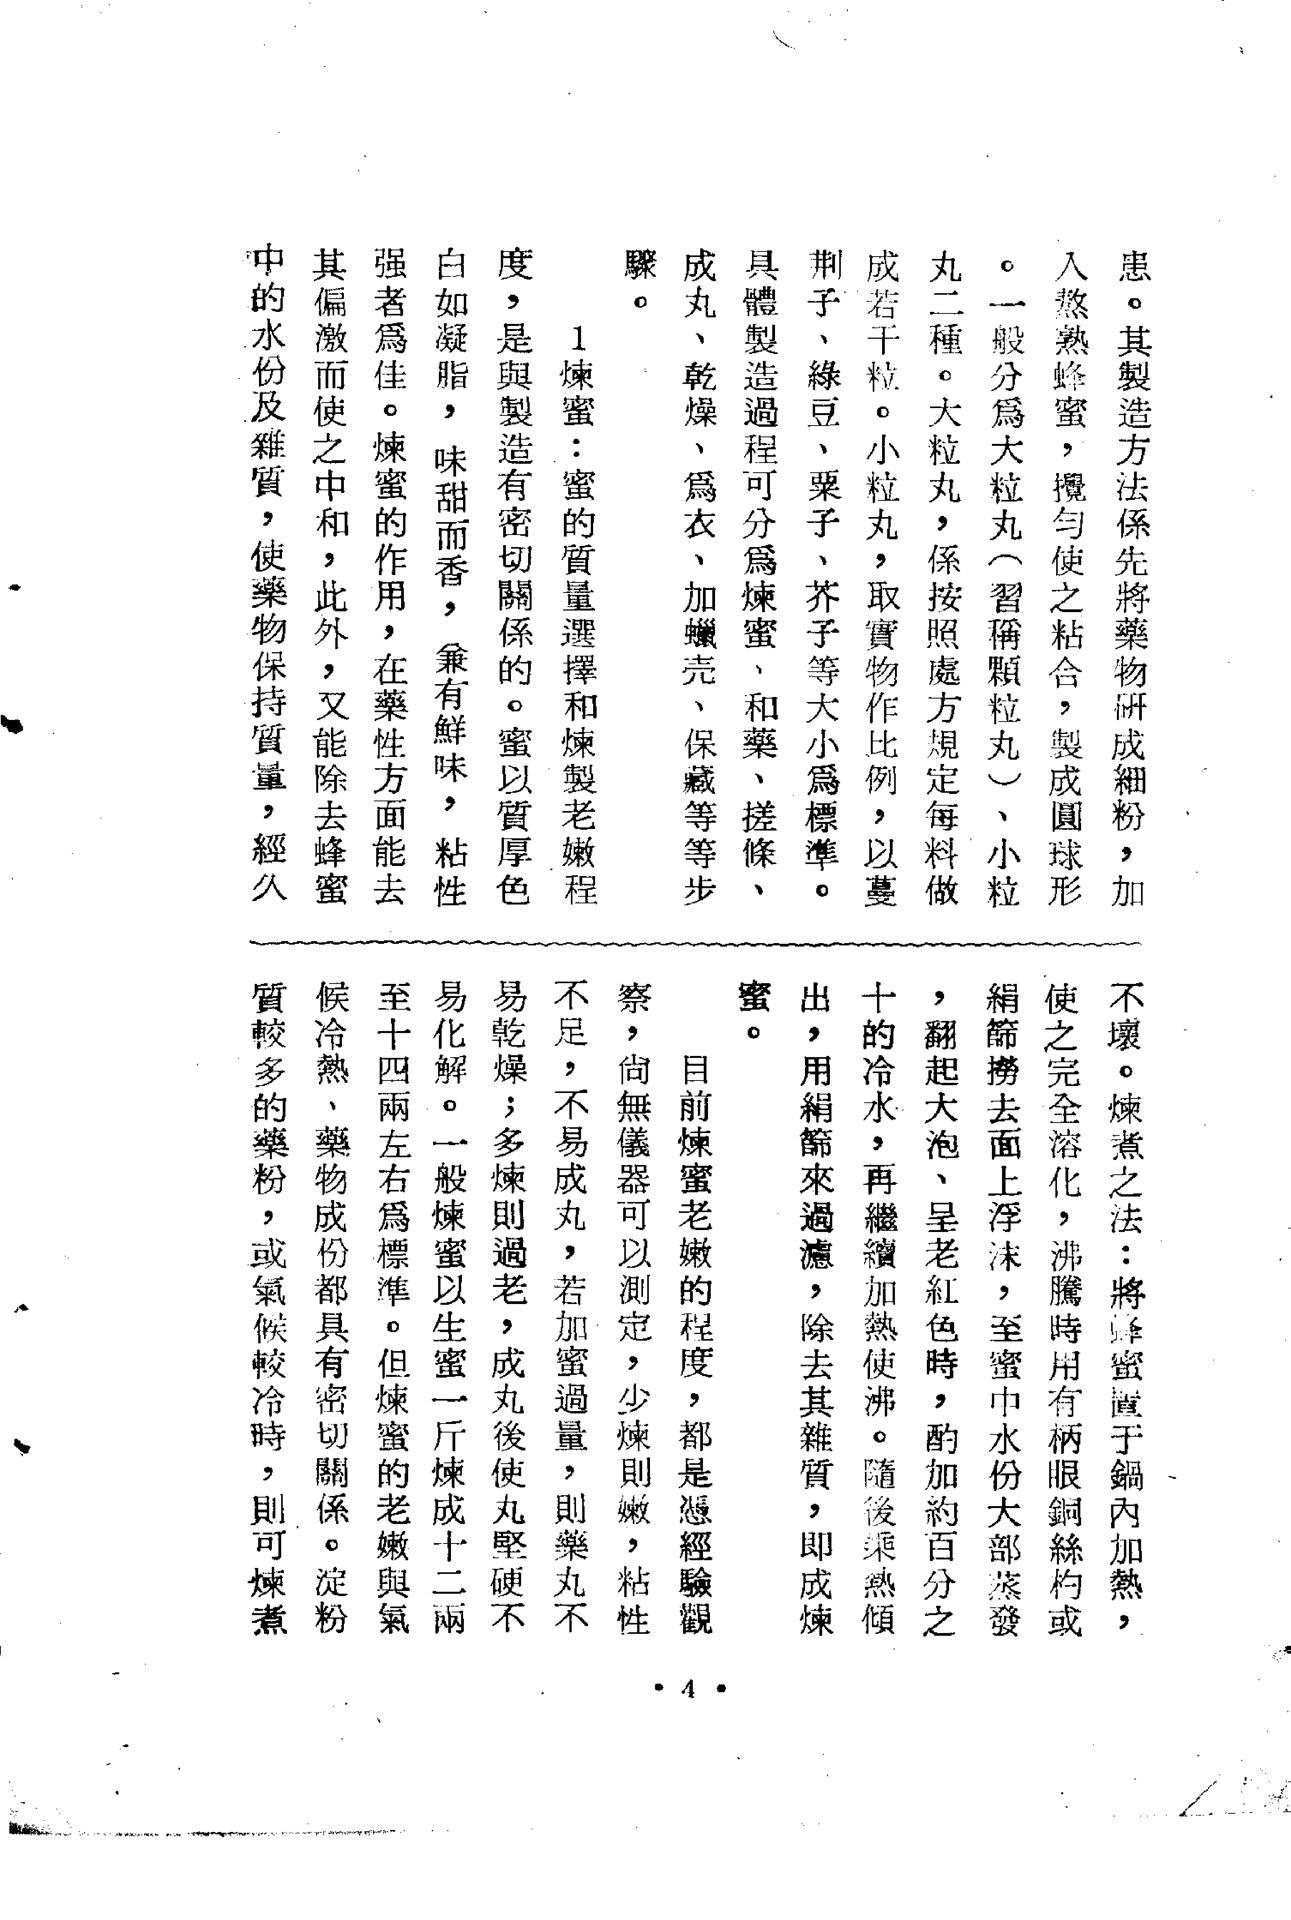 患。其製造方法係先將藥物研成細粉，加
入熬熟蜂蜜，攪勻使之粘合，製成圓球形
。一般分爲大粒丸（習稱顆粒丸）、小粒
丸二種。大粒丸，係按照處方規定每料做
成若干粒。小粒丸，取實物作比例，以蔓
荆子、綠豆、粟子、芥子等大小爲標準。
具體製造過程可分爲煉蜜、和藥、搓條、
成丸、乾燥、爲衣、加蠟壳、保藏等等步
驟。
1煉蜜：蜜的質量選擇和煉製老嫩程
度，是與製造有密切關係的。蜜以質厚色
白如凝脂，味甜而香，兼有鮮味，粘性
强者爲佳。煉蜜的作用，在藥性方面能去
其偏激而使之中和，此外，又能除去蜂蜜
中的水份及雜質，使藥物保持質量，經久
不壞。煉煮之法：將蜂蜜置于鍋內加熱，
使之完全溶化，沸騰時用有柄眼銅絲杓或
絹篩撈去面上浮沫，至蜜中水份大部蒸發
，翻起大泡、呈老紅色時，酌加約百分之
十的冷水，再繼續加熱使沸。隨後乘熱傾
出，用絹篩來過濾，除去其雜質，即成煉
蜜。
目前煉蜜老嫩的程度，都是憑經驗觀
察，尙無儀器可以測定，少煉則嫩，粘性
不足，不易成丸，若加蜜過量，則藥丸不
易乾燥；多煉則過老，成丸後使丸堅硬不
易化解。一般煉蜜以生蜜一斤煉成十二兩
至十四兩左右爲標準。但煉蜜的老嫩與氣
候冷熱、藥物成份都具有密切關係。淀粉
質較多的藥粉，或氣候較冷時，則可煉煮
• 4 •